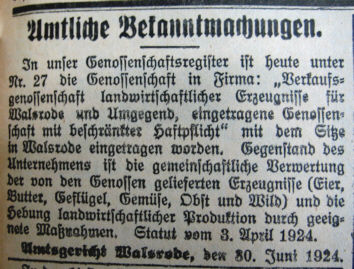 Amtliche Bekanntmachungen.
In unser Genossenschaftsregister ist heute unter
Nr. 27 die Genossenschaft in Firma: „Verkaufs-
genossenschaft landwirtschaftlicher Erzeugnisse für
Walsrode und Umgegend, eingetragene Genossen-
schaft mit beschränkter Haftpflicht“ mit dem Sitze
in Walsrode eingetragen worden. Gegenstand des
Unternehmens ist die gemeinschaftliche Verwertung
der von den Genossen gelieferten Erzeugnisse (Eier,
Butter, Geflügel, Gemüse, Obst und Wild) und die
Hebung landwirtschaftlicher Produktion durch geeig-
nete Maßnahmen. Statut vom 3. April 1924.
Amtsgericht Walsrode, den 30. Juni 1924.